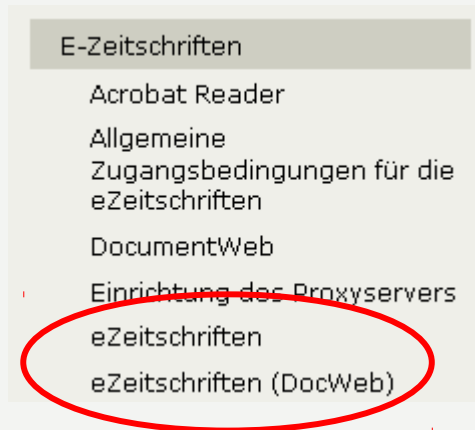 E-Zeitschriften
Acrobat Reader
Allgemeine
Zugangsbedingungen für die
eZeitschriften
DocumentWeb
Einrichtung des Proxyservers
eZeitschriften
eZeitschriften (DocWeb)